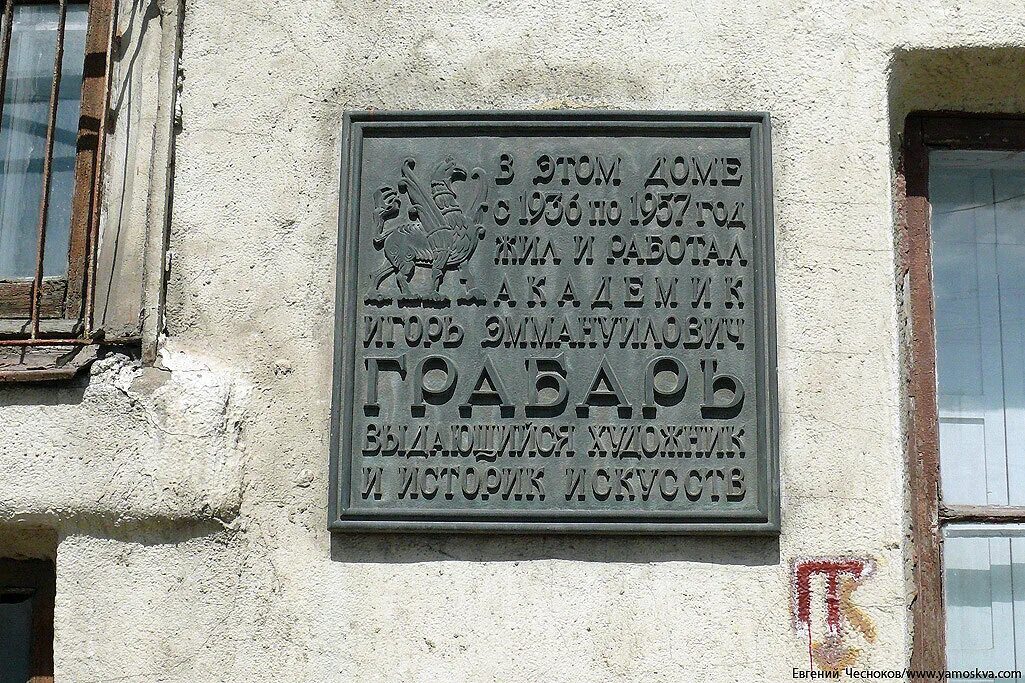 В ЭТОМ ДОМЕ
С 1936 ПО 1957 ГОД
ЖИЛ И РАБОТАЛ
АКАДЕМИК
ИГОРЬ ЭММАНУИЛОВИЧ
ГРАБАРЬ
ВЫДАЮЩИЙСЯ ХУДОЖНИК
И ИСТОРИК ИСКУССТВ
ПК
Евгений Чесноков/www.yamoskva.com